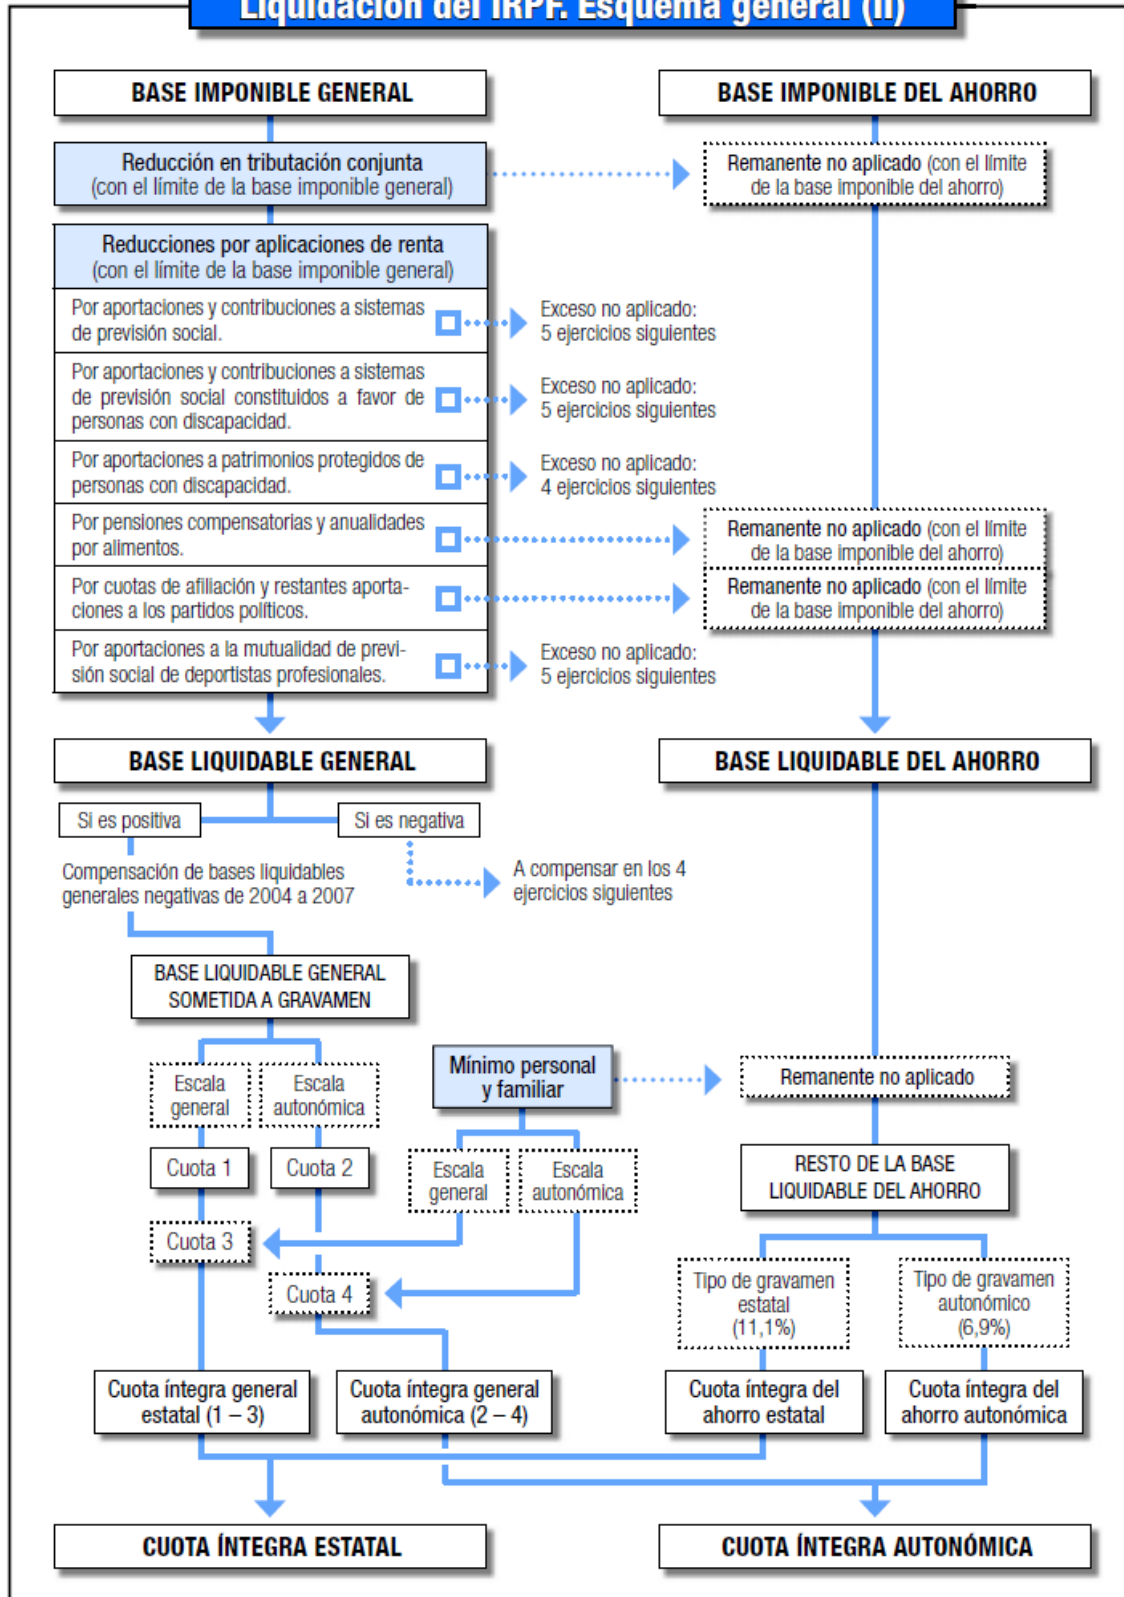 Liquidación del IRPF. Esquema general (II)
BASE IMPONIBLE GENERAL
BASE IMPONIBLE DEL AHORRO
Reducción en tributación conjunta
(con el límite de la base imponible general)
Remanente no aplicado (con el límite
de la base imponible del ahorro)
Reducciones por aplicaciones de renta
(con el límite de la base imponible general)
Por aportaciones y contribuciones a sistemas
de previsión social.
Exceso no aplicado:
5 ejercicios siguientes
Por aportaciones y contribuciones a sistemas
de previsión social constituidos a favor de
personas con discapacidad.
Exceso no aplicado:
5 ejercicios siguientes
Por aportaciones a patrimonios protegidos de
personas con discapacidad.
Exceso no aplicado:
4 ejercicios siguientes
Por pensiones compensatorias y anualidades
por alimentos.
Remanente no aplicado (con el límite
de la base imponible del ahorro)
Por cuotas de afiliación y restantes aporta-
ciones a los partidos políticos.
Remanente no aplicado (con el límite
de la base imponible del ahorro)
Por aportaciones a la mutualidad de previ-
sión social de deportistas profesionales.
Exceso no aplicado:
5 ejercicios siguientes
BASE LIQUIDABLE GENERAL
BASE LIQUIDABLE DEL AHORRO
Si es positiva
Si es negativa
Compensación de bases liquidables
generales negativas de 2004 a 2007
A compensar en los 4
ejercicios siguientes
BASE LIQUIDABLE GENERAL
SOMETIDA A GRAVAMEN
Escala
general
Escala
autonómica
Mínimo personal
y familiar
Remanente no aplicado
Cuota 1
Cuota 2
Escala
general
Escala
autonómica
RESTO DE LA BASE
LIQUIDABLE DEL AHORRO
Cuota 3
Cuota 4
Tipo de gravamen
estatal
(11,1%)
Tipo de gravamen
autonómico
(6,9%)
Cuota íntegra general
estatal (1 – 3)
Cuota íntegra general
autonómica (2 – 4)
Cuota íntegra del
ahorro estatal
Cuota íntegra del
ahorro autonómica
CUOTA ÍNTEGRA ESTATAL
CUOTA ÍNTEGRA AUTONÓMICA